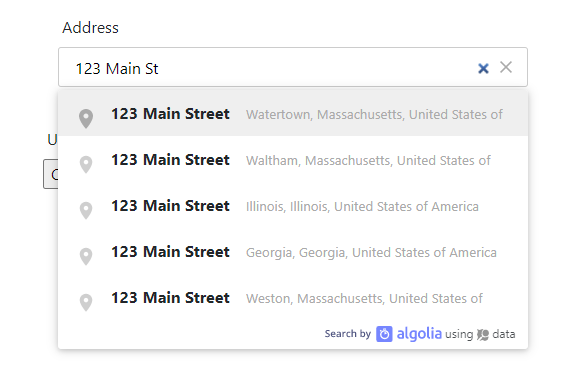 Address
123 Main St
123 Main Street Watertown, Massachusetts, United States of
123 Main Street Waltham, Massachusetts, United States of
123 Main Street Illinois, Illinois, United States of America
123 Main Street Georgia, Georgia, United States of America
123 Main Street Weston, Massachusetts, United States of
Search by algolia using data